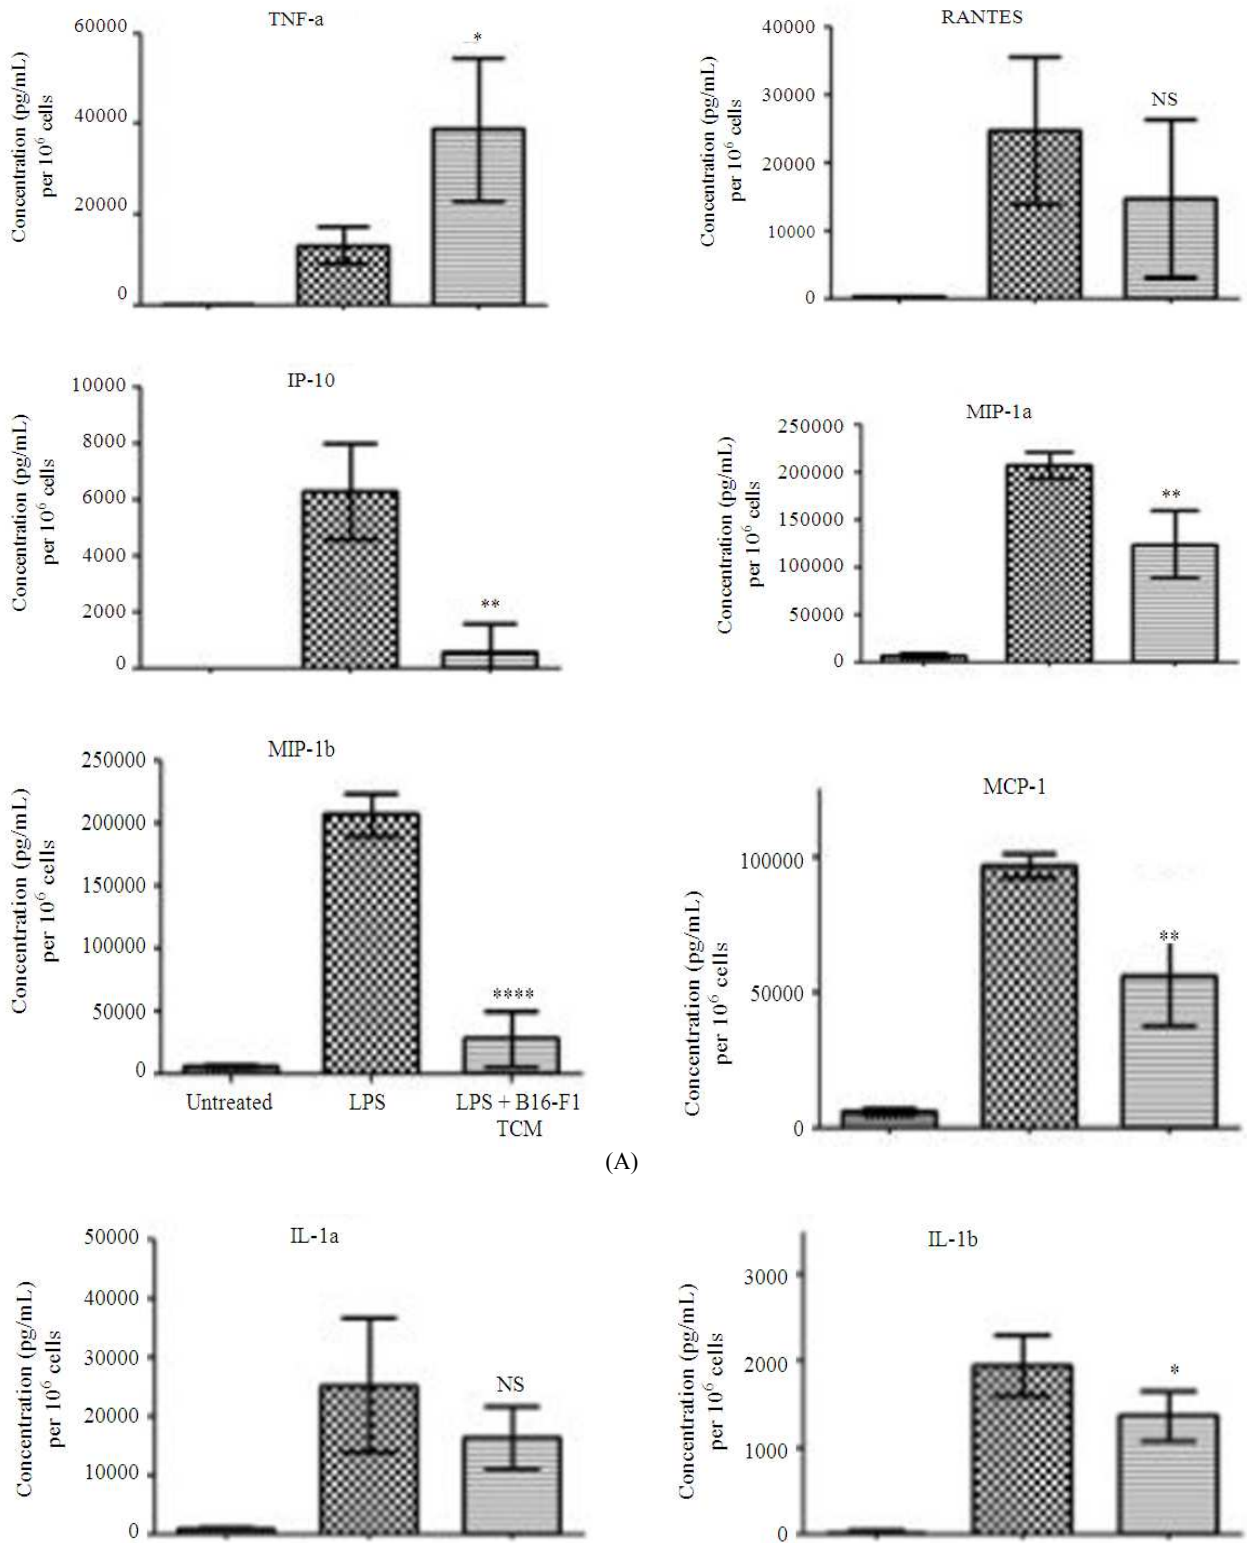 TNF-a
60000
40000
20000
0
Concentration (pg/mL)
per 10⁶ cells
*
RANTES
40000
30000
20000
10000
0
Concentration (pg/mL)
per 10⁶ cells
NS
IP-10
10000
8000
6000
4000
2000
0
Concentration (pg/mL)
per 10⁶ cells
**
MIP-1a
250000
200000
150000
100000
50000
0
Concentration (pg/mL)
per 10⁶ cells
**
MIP-1b
250000
200000
150000
100000
50000
0
Concentration (pg/mL)
per 10⁶ cells
****
Untreated
LPS
LPS + B16-F1
TCM
MCP-1
100000
50000
0
Concentration (pg/mL)
per 10⁶ cells
**
(A)
IL-1a
50000
40000
30000
20000
10000
0
Concentration (pg/mL)
per 10⁶ cells
NS
IL-1b
3000
2000
1000
0
Concentration (pg/mL)
per 10⁶ cells
*